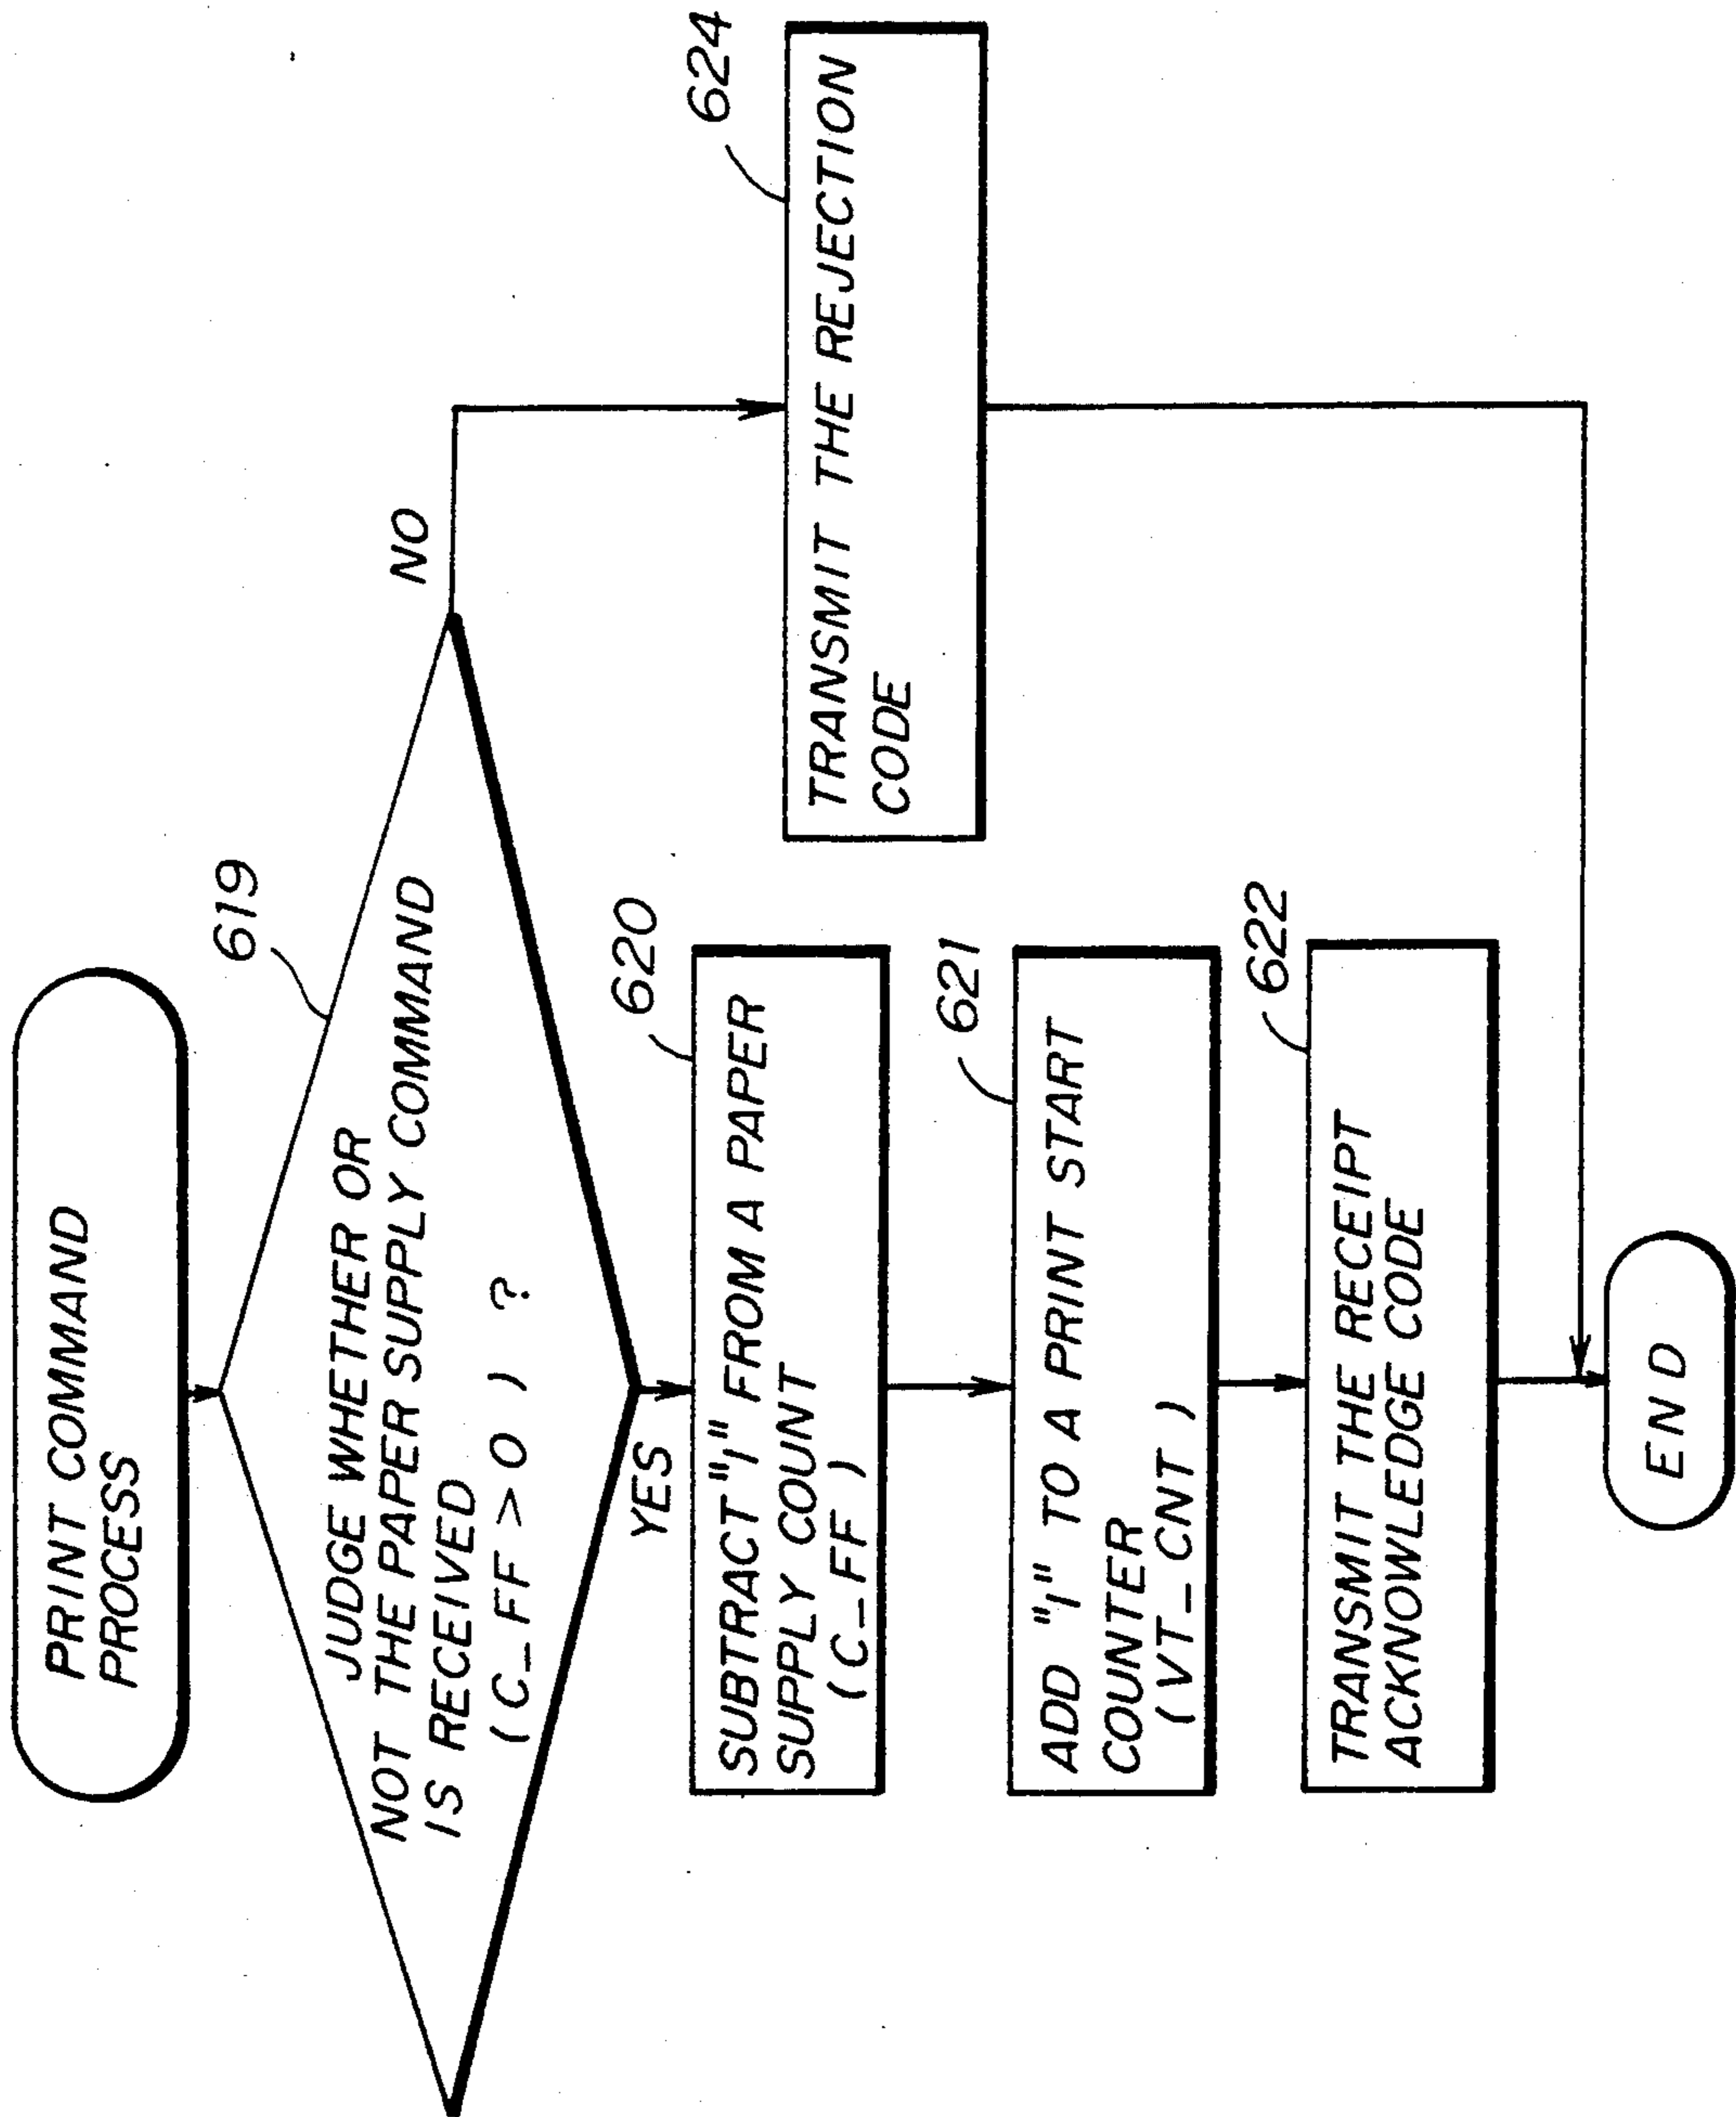 PRINT COMMAND
PROCESS
619
JUDGE WHETHER OR
NOT THE PAPER SUPPLY COMMAND
IS RECEIVED
(C_FF > 0) ?
NO
YES
620
SUBTRACT "1" FROM A PAPER
SUPPLY COUNT
(C_FF)
621
ADD "1" TO A PRINT START
COUNTER
(VT_CNT)
622
TRANSMIT THE RECEIPT
ACKNOWLEDGE CODE
624
TRANSMIT THE REJECTION
CODE
END